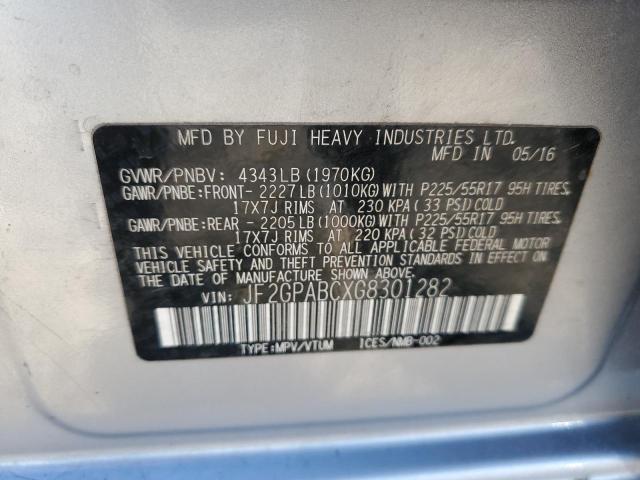 MFD BY FUJI HEAVY INDUSTRIES LTD.
MFD IN 05/16
GVWR/PNBV: 4343LB (1970KG)
GAWR/PNBE:FRONT- 2227LB(1010KG)WITH P225/55R17 95H TIRES,
17X7J RIMS AT 230 KPA(33 PSI)COLD
GAWR/PNBE:REAR - 2205LB(1000KG)WITH P225/55R17 95H TIRES,
17X7J RIMS AT 220 KPA(32 PSI)COLD
THIS VEHICLE CONFORMS TO ALL APPLICABLE FEDERAL MOTOR
VEHICLE SAFETY AND THEFT PREVENTION STANDARDS IN EFFECT ON
THE DATE OF MANUFACTURE SHOWN ABOVE.
VIN: JF2GPABCXG8301282
TYPE:MPV/VTUM ICES/NMB-002